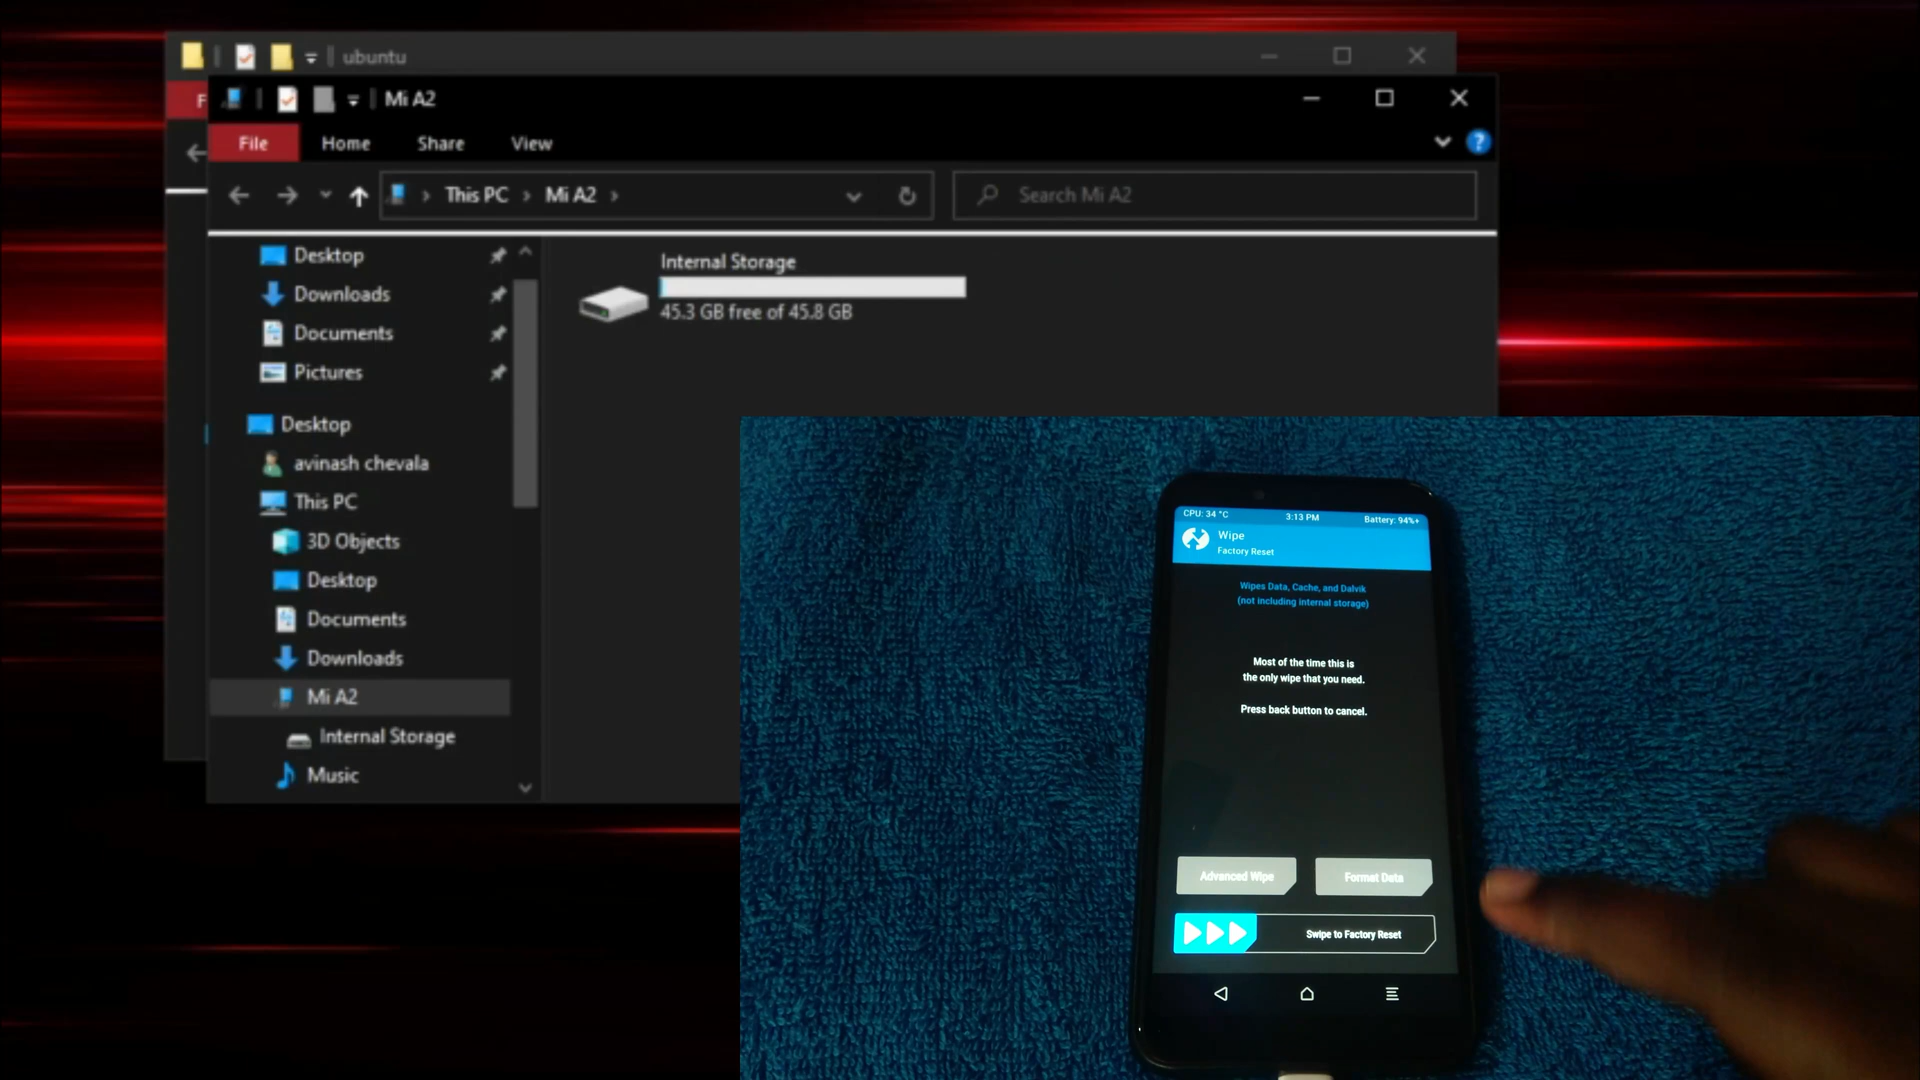 ubuntu
F
Mi A2
File Home Share View
This PC > Mi A2 >
Search Mi A2
Desktop
Downloads
Documents
Pictures
Desktop
avinash chevala
This PC
3D Objects
Desktop
Documents
Downloads
Mi A2
Internal Storage
Music
Internal Storage
45.3 GB free of 45.8 GB
CPU: 34 °C 3:13 PM Battery: 94%+
Wipe
Factory Reset
Wipes Data, Cache, and Dalvik
(not including internal storage)
Most of the time this is
the only wipe that you need.
Press back button to cancel.
Advanced Wipe Format Data
Swipe to Factory Reset